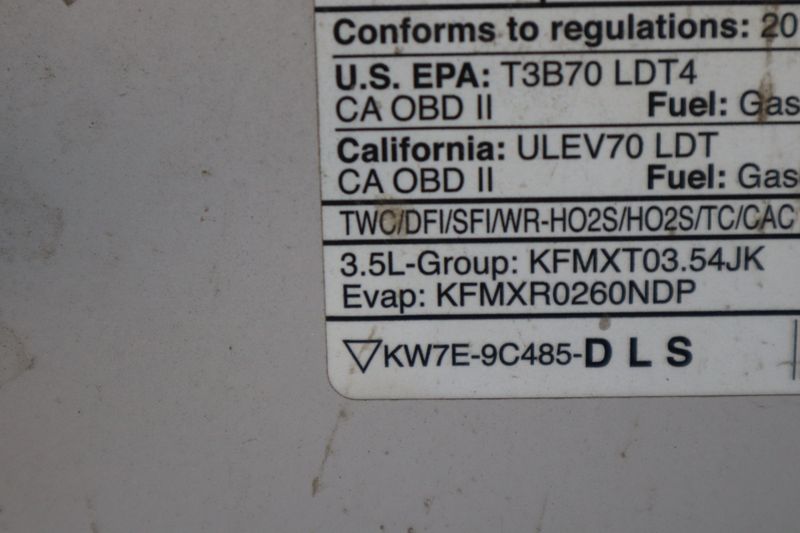 Conforms to regulations: 20
U.S. EPA: T3B70 LDT4
CA OBD II Fuel: Gas
California: ULEV70 LDT
CA OBD II Fuel: Gas
TWC/DFI/SFI/WR-HO2S/HO2S/TC/CAC
3.5L-Group: KFMXT03.54JK
Evap: KFMXR0260NDP
▽KW7E-9C485-D L S